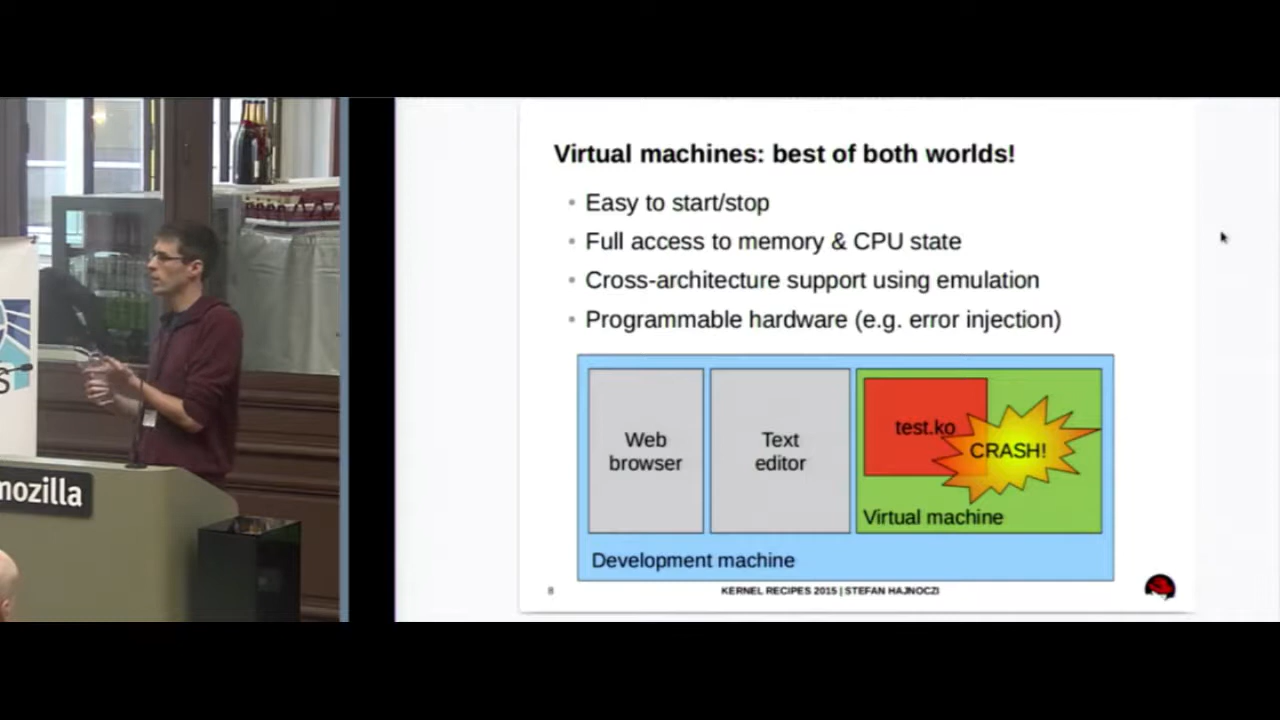 mozilla
S
Virtual machines: best of both worlds!
Easy to start/stop
Full access to memory & CPU state
Cross-architecture support using emulation
Programmable hardware (e.g. error injection)
Web
browser
Text
editor
test.ko
CRASH!
Virtual machine
Development machine
8
KERNEL RECIPES 2015 | STEFAN HAJNOCZI